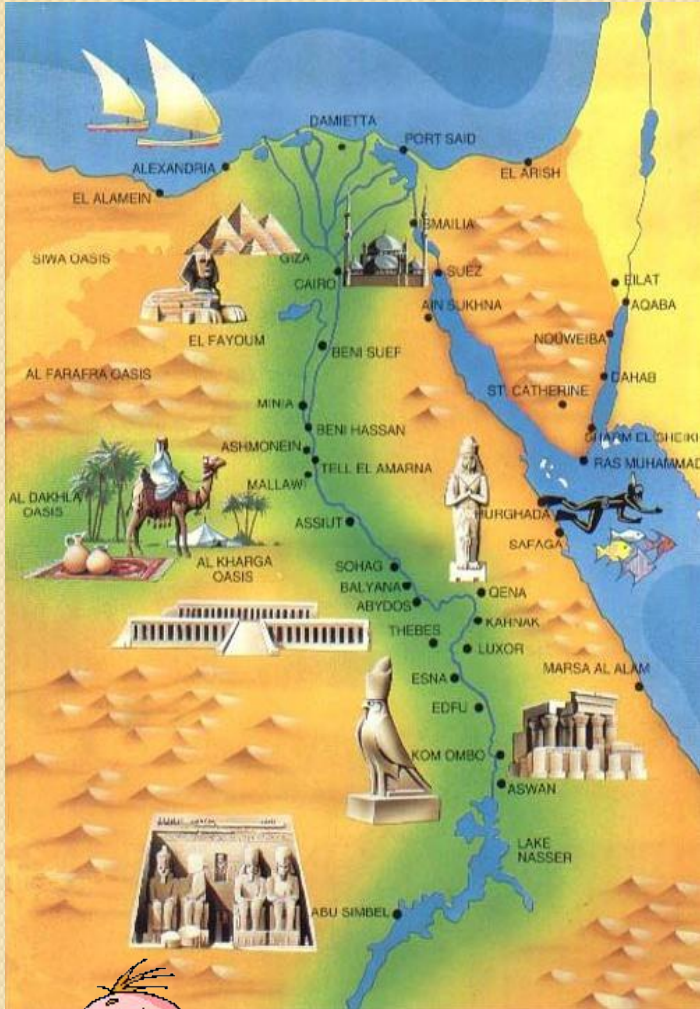 DAMIETTA
PORT SAID
ALEXANDRIA
EL ARISH
EL ALAMEIN
ISMAILIA
SIWA OASIS
GIZA
CAIRO
SUEZ
EILAT
AIN SUKHNA
AQABA
EL FAYOUM
NOUWEIBA
BENI SUEF
AL FARAFRA OASIS
DAHAB
ST. CATHERINE
MINIA
BENI HASSAN
SHARM EL SHEIKH
ASHMONEIN
TELL EL AMARNA
RAS MUHAMMAD
MALLAWI
AL DAKHLA
OASIS
HURGHADA
ASSIUT
SAFAGA
AL KHARGA
OASIS
SOHAG
BALYANA
QENA
ABYDOS
KARNAK
THEBES
LUXOR
MARSA AL ALAM
ESNA
EDFU
KOM OMBO
ASWAN
LAKE
NASSER
ABU SIMBEL